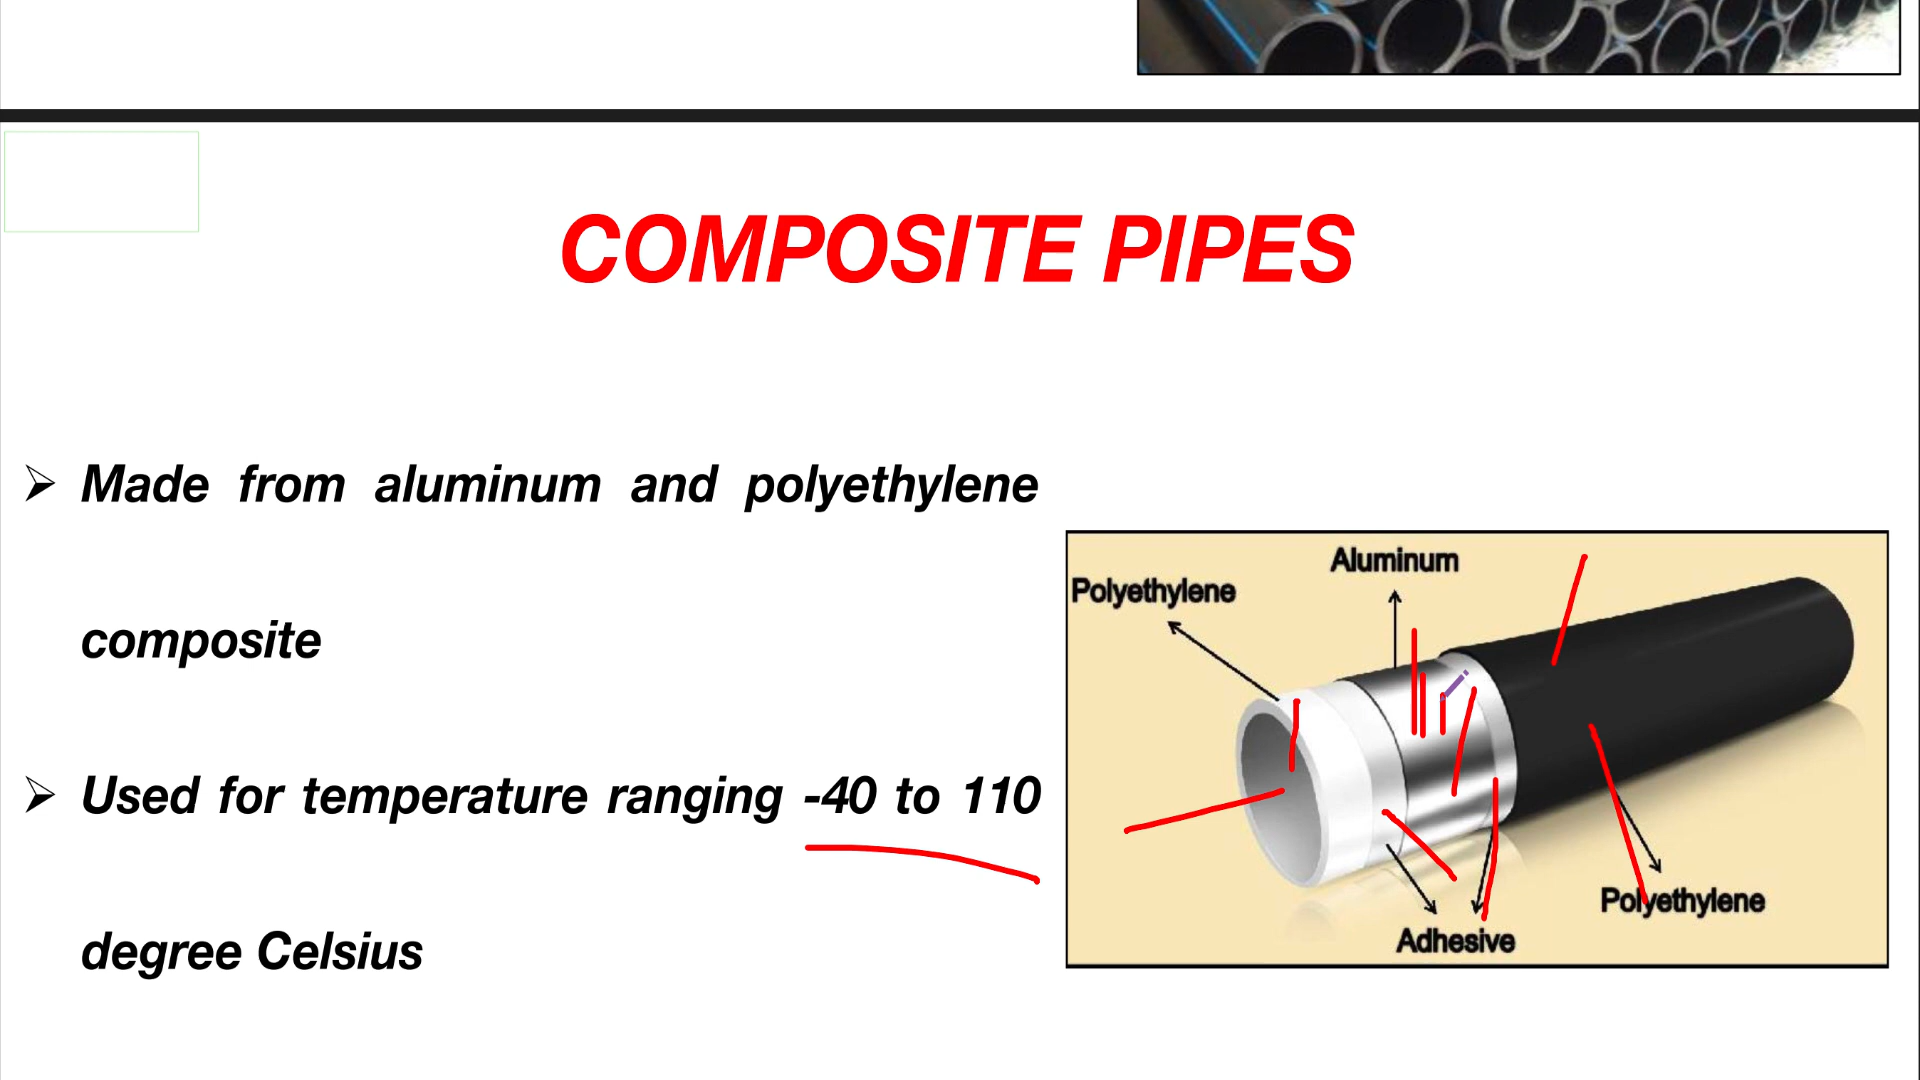 COMPOSITE PIPES
➢ Made from aluminum and polyethylene
composite
➢ Used for temperature ranging -40 to 110
degree Celsius
Aluminum
Polyethylene
Polyethylene
Adhesive